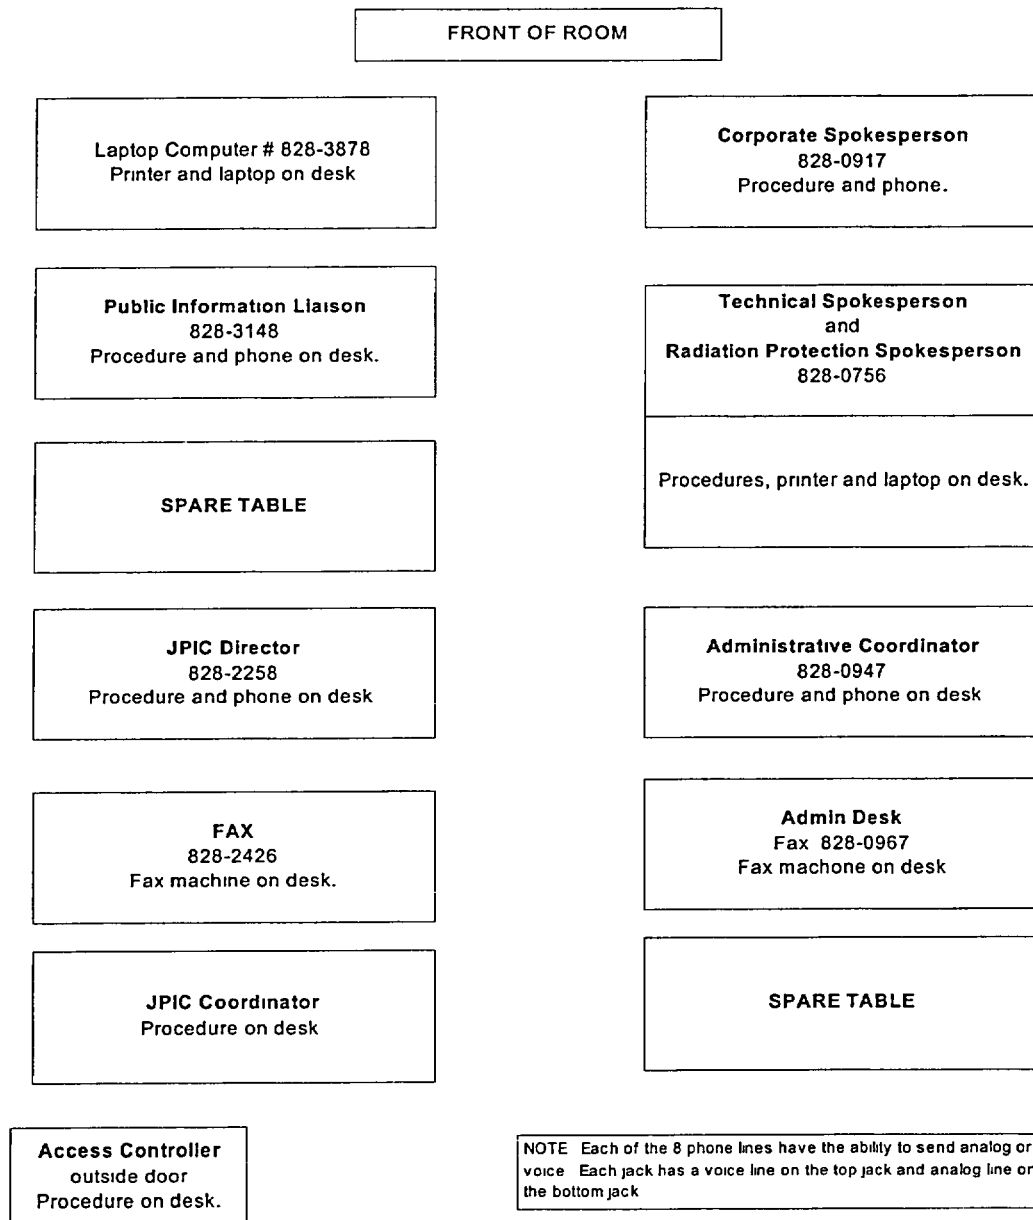 FRONT OF ROOM
Laptop Computer # 828-3878
Printer and laptop on desk
Corporate Spokesperson
828-0917
Procedure and phone.
Public Information Liaison
828-3148
Procedure and phone on desk.
Technical Spokesperson
and
Radiation Protection Spokesperson
828-0756
Procedures, printer and laptop on desk.
SPARE TABLE
JPIC Director
828-2258
Procedure and phone on desk
Administrative Coordinator
828-0947
Procedure and phone on desk
FAX
828-2426
Fax machine on desk.
Admin Desk
Fax 828-0967
Fax machone on desk
JPIC Coordinator
Procedure on desk
SPARE TABLE
Access Controller
outside door
Procedure on desk.
NOTE Each of the 8 phone lines have the ability to send analog or
voice Each jack has a voice line on the top jack and analog line on
the bottom jack